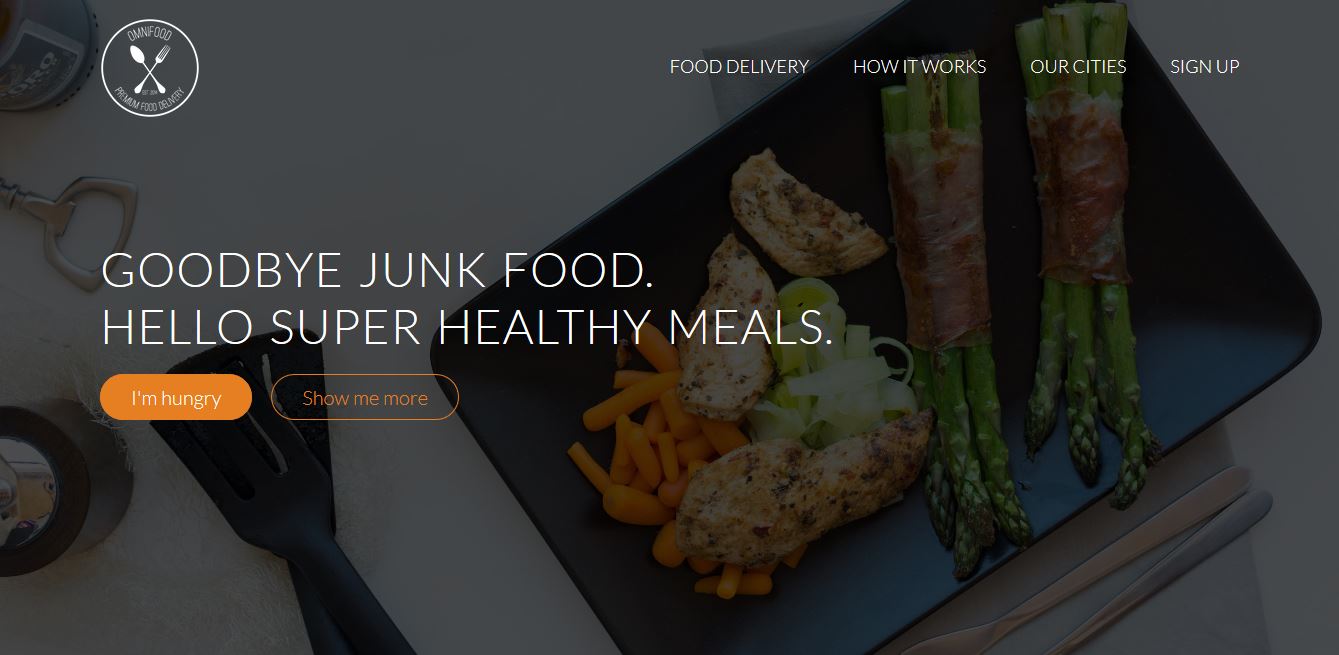 OMNIFOOD
EST 2014
PREMIUM FOOD DELIVERY
FOOD DELIVERY
HOW IT WORKS
OUR CITIES
SIGN UP
GOODBYE JUNK FOOD.
HELLO SUPER HEALTHY MEALS.
I'm hungry
Show me more